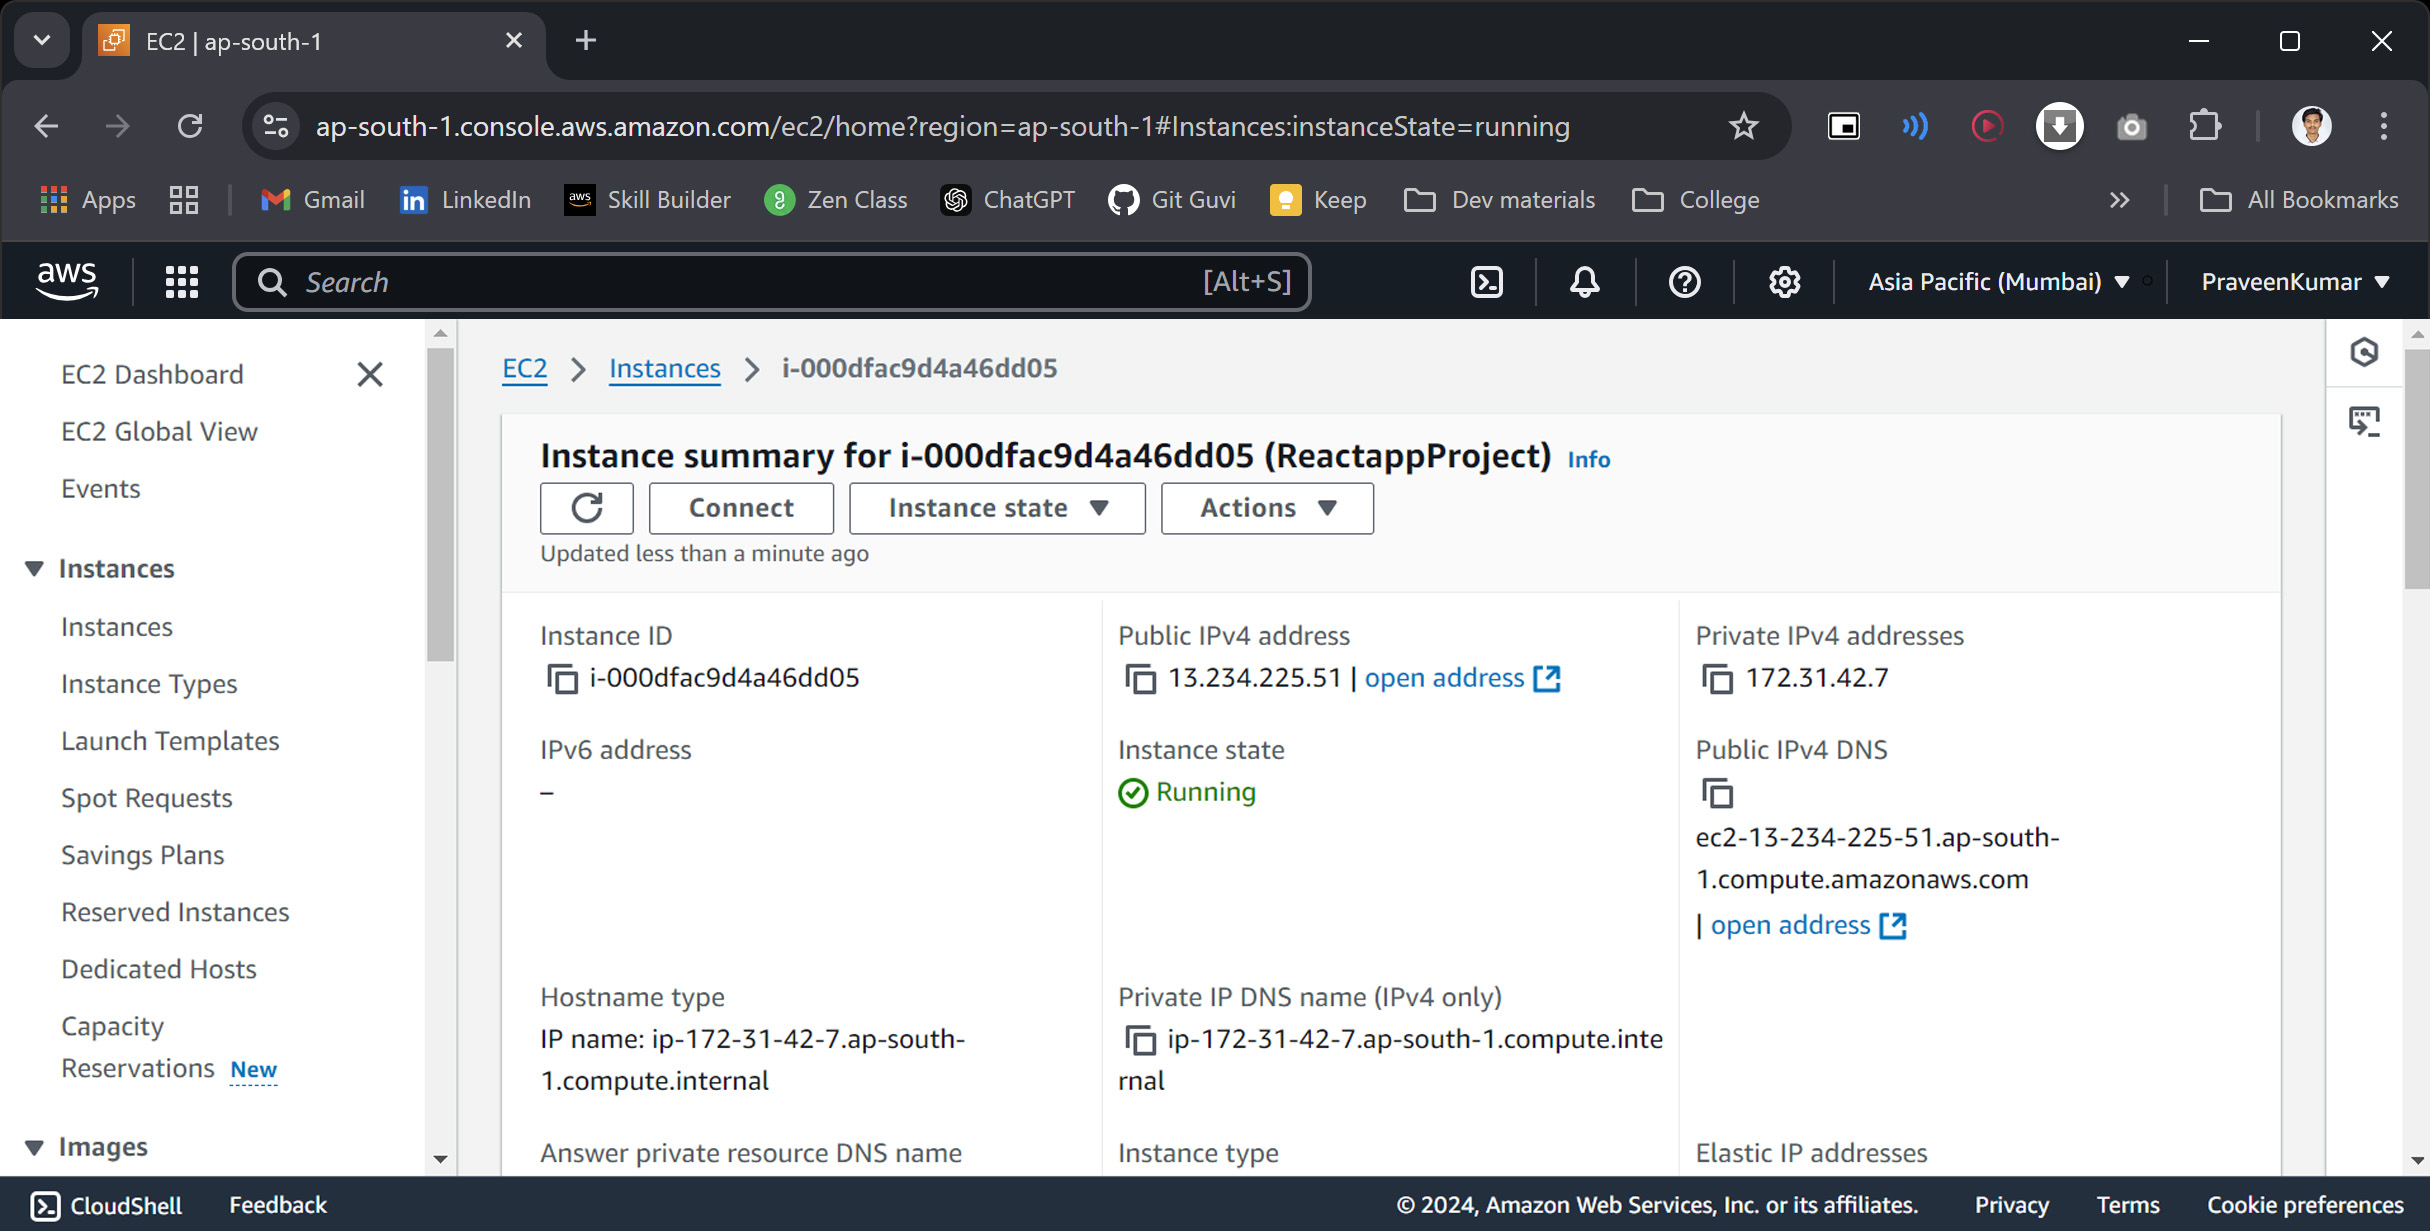 EC2 | ap-south-1
ap-south-1.console.aws.amazon.com/ec2/home?region=ap-south-1#Instances:instanceState=running
Apps
Gmail
in LinkedIn
aws Skill Builder
Zen Class
ChatGPT
Git Guvi
Keep
Dev materials
College
All Bookmarks
aws
Search
[Alt+S]
Asia Pacific (Mumbai)
PraveenKumar
EC2 Dashboard
EC2 Global View
Events
Instances
Instances
Instance Types
Launch Templates
Spot Requests
Savings Plans
Reserved Instances
Dedicated Hosts
Capacity
Reservations New
Images
EC2 > Instances > i-000dfac9d4a46dd05
Instance summary for i-000dfac9d4a46dd05 (ReactappProject) Info
Connect
Instance state
Actions
Updated less than a minute ago
Instance ID
i-000dfac9d4a46dd05
Public IPv4 address
13.234.225.51 | open address
Private IPv4 addresses
172.31.42.7
IPv6 address
–
Instance state
Running
Public IPv4 DNS
ec2-13-234-225-51.ap-south-
1.compute.amazonaws.com
| open address
Hostname type
IP name: ip-172-31-42-7.ap-south-
1.compute.internal
Private IP DNS name (IPv4 only)
ip-172-31-42-7.ap-south-1.compute.inte
rnal
Answer private resource DNS name
Instance type
Elastic IP addresses
CloudShell
Feedback
© 2024, Amazon Web Services, Inc. or its affiliates.
Privacy
Terms
Cookie preferences